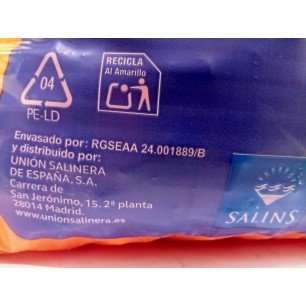 04
PE-LD
RECICLA
Al Amarillo
Envasado por: RGSEAA 24.001889/B
y distribuido por:
UNIÓN SALINERA
DE ESPAÑA, S.A.
Carrera de
San Jerónimo, 15. 2ª planta
28014 Madrid.
www.unionsalinera.es
SALINS